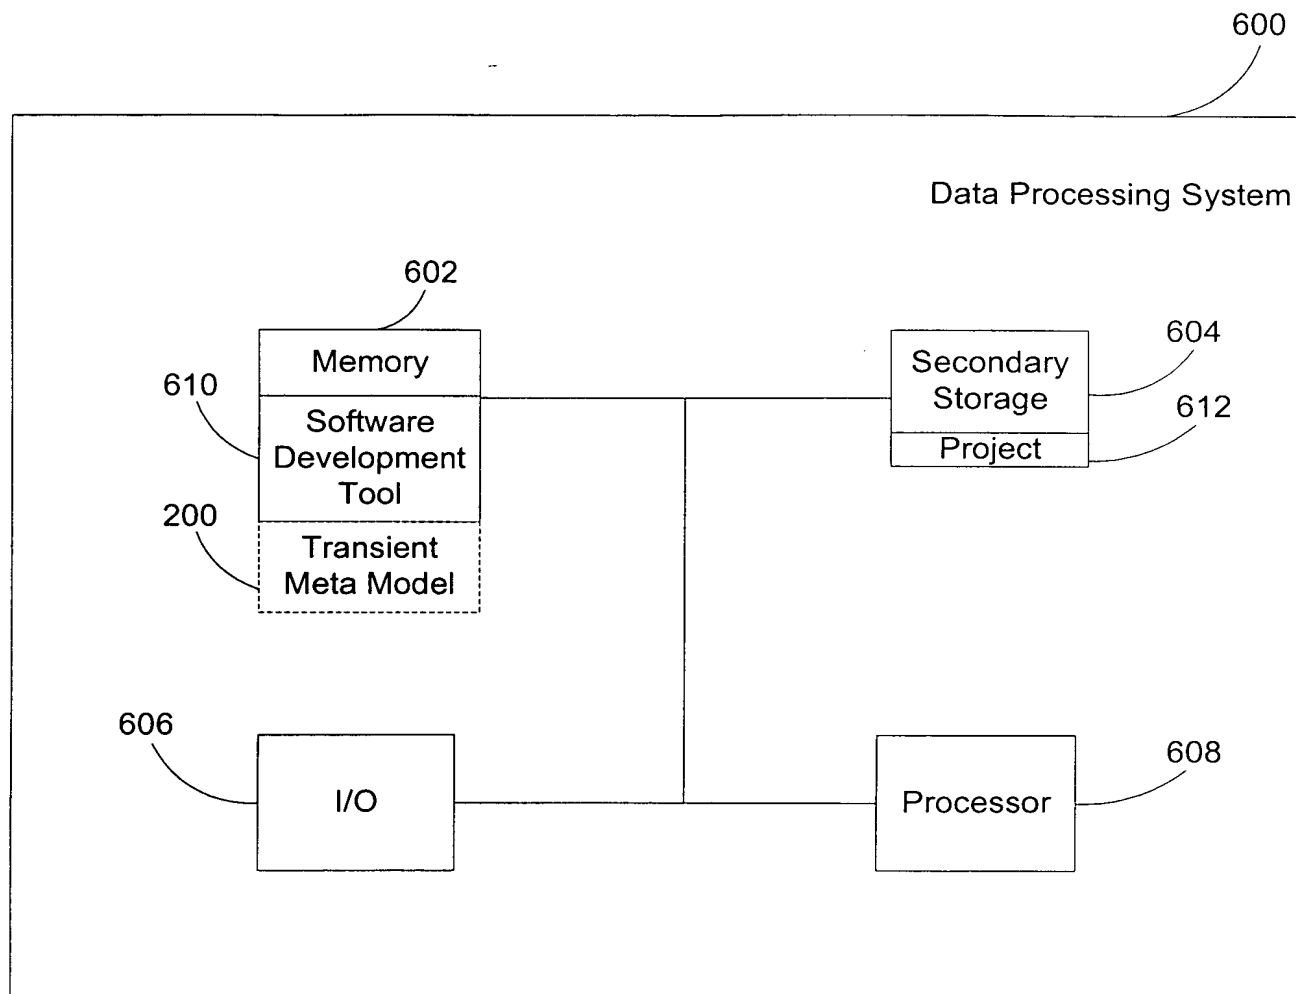 600
Data Processing System
602
Memory
610
Software
Development
Tool
200
Transient
Meta Model
604
Secondary
Storage
612
Project
606
I/O
608
Processor